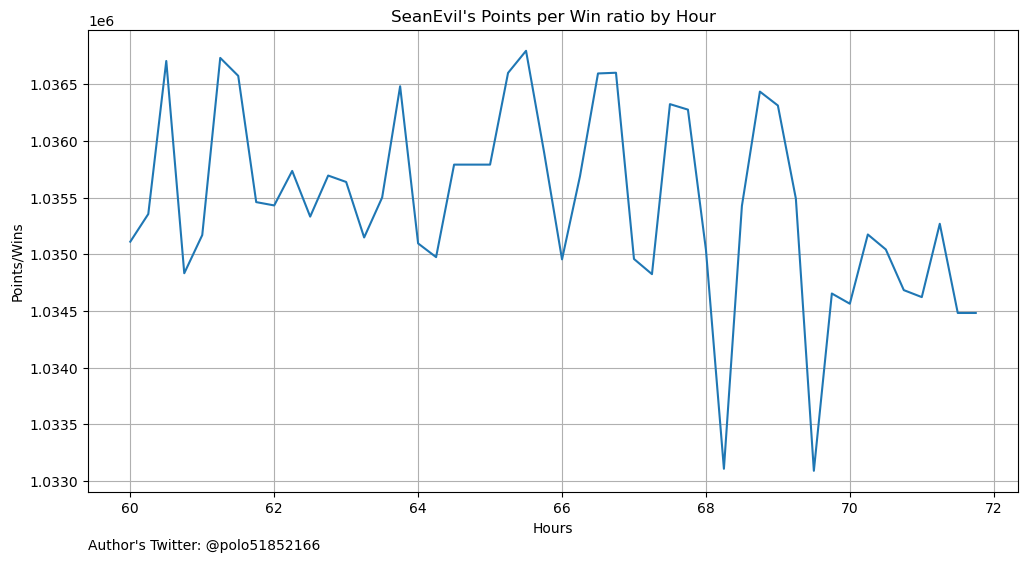 SeanEvil's Points per Win ratio by Hour
1e6
1.0365
1.0360
1.0355
1.0350
1.0345
1.0340
1.0335
1.0330
Points/Wins
60 62 64 66 68 70 72
Hours
Author's Twitter: @polo51852166